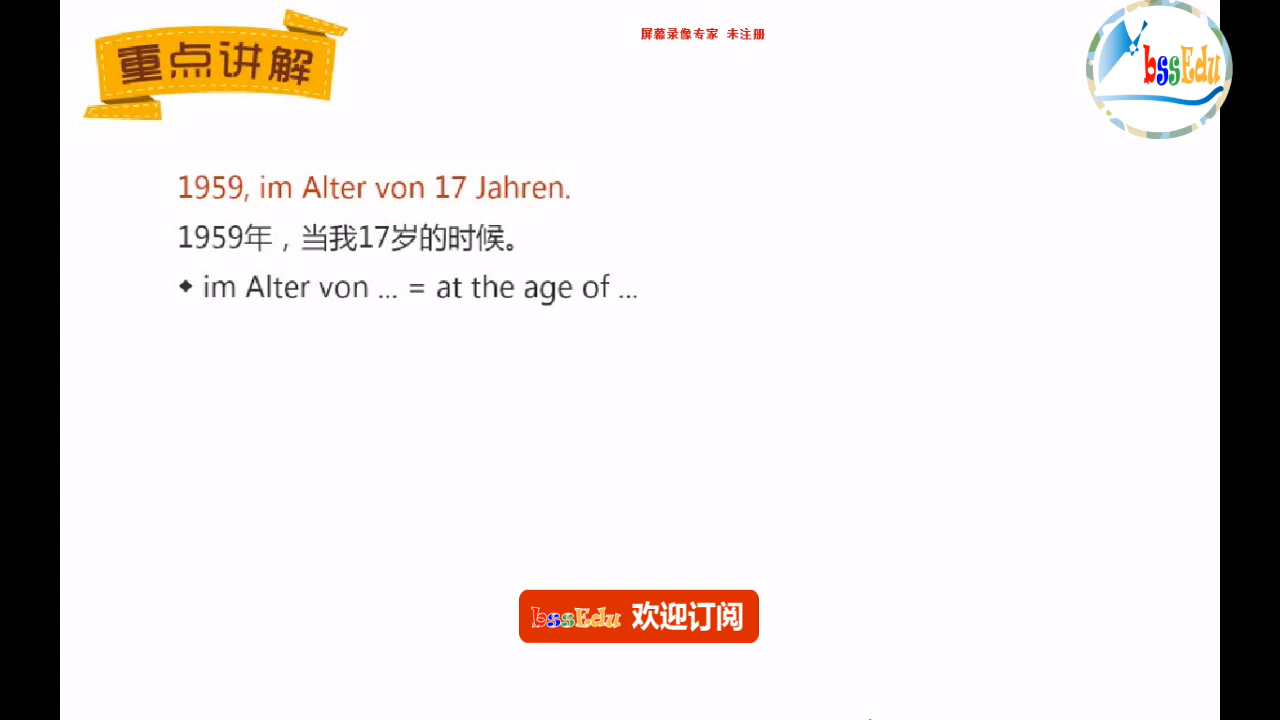 屏幕录像专家 未注册
重点讲解
bssEdu
1959, im Alter von 17 Jahren.
1959年，当我17岁的时候。
◆ im Alter von ... = at the age of ...
bssEdu 欢迎订阅